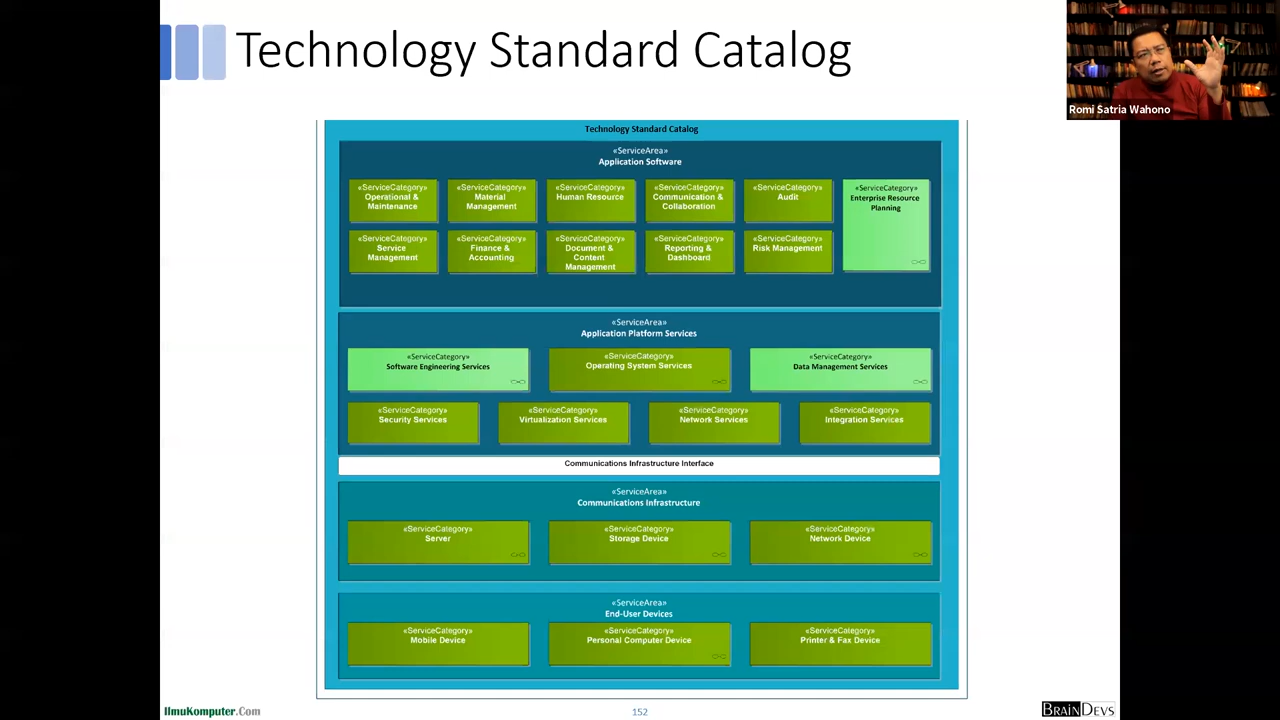 Technology Standard Catalog
Romi Satria Wahono
Technology Standard Catalog
«ServiceArea»
Application Software
«ServiceCategory»
Operational &
Maintenance
«ServiceCategory»
Material
Management
«ServiceCategory»
Human Resource
«ServiceCategory»
Communication &
Collaboration
«ServiceCategory»
Audit
«ServiceCategory»
Enterprise Resource
Planning
«ServiceCategory»
Service
Management
«ServiceCategory»
Finance &
Accounting
«ServiceCategory»
Document &
Content
Management
«ServiceCategory»
Reporting &
Dashboard
«ServiceCategory»
Risk Management
«ServiceArea»
Application Platform Services
«ServiceCategory»
Software Engineering Services
«ServiceCategory»
Operating System Services
«ServiceCategory»
Data Management Services
«ServiceCategory»
Security Services
«ServiceCategory»
Virtualization Services
«ServiceCategory»
Network Services
«ServiceCategory»
Integration Services
Communications Infrastructure Interface
«ServiceArea»
Communications Infrastructure
«ServiceCategory»
Server
«ServiceCategory»
Storage Device
«ServiceCategory»
Network Device
«ServiceArea»
End-User Devices
«ServiceCategory»
Mobile Device
«ServiceCategory»
Personal Computer Device
«ServiceCategory»
Printer & Fax Device
IlmuKomputer.Com
152
BRAINDEVS